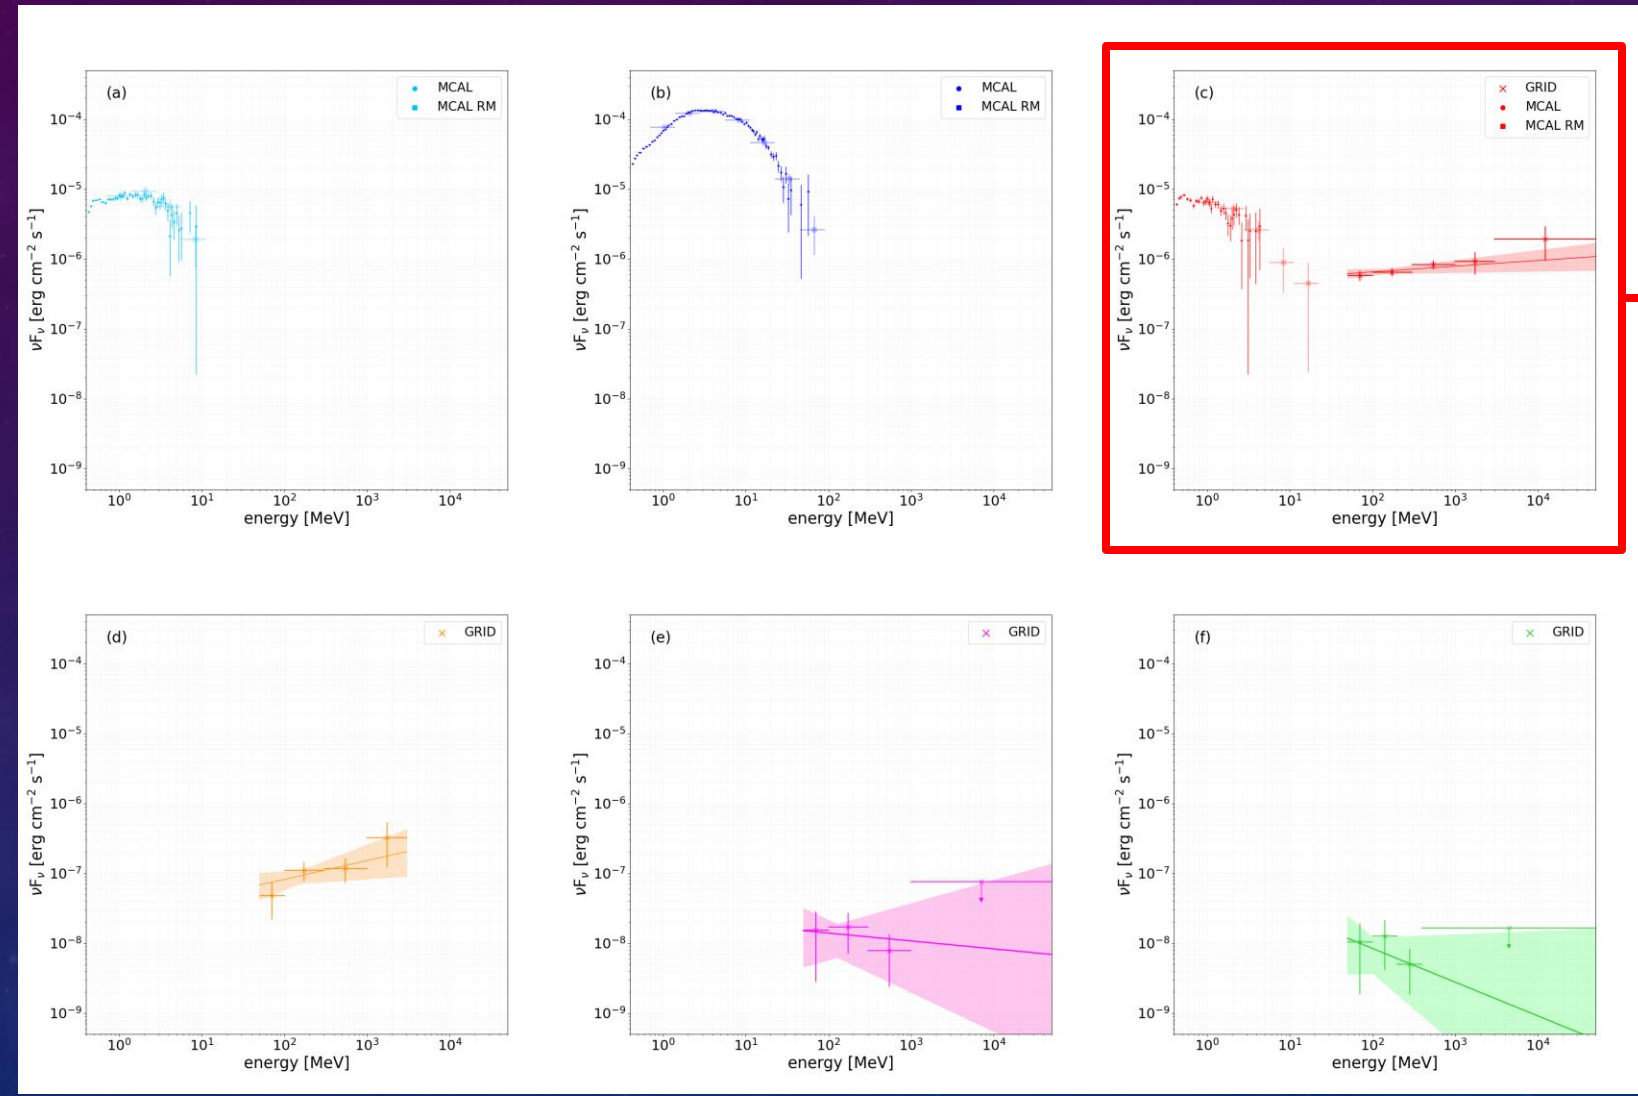 (a)
MCAL
MCAL RM
10⁻⁴
10⁻⁵
10⁻⁶
10⁻⁷
10⁻⁸
10⁻⁹
νFν [erg cm⁻² s⁻¹]
10⁰ 10¹ 10² 10³ 10⁴
energy [MeV]
(b)
MCAL
MCAL RM
10⁻⁴
10⁻⁵
10⁻⁶
10⁻⁷
10⁻⁸
10⁻⁹
νFν [erg cm⁻² s⁻¹]
10⁰ 10¹ 10² 10³ 10⁴
energy [MeV]
(c)
GRID
MCAL
MCAL RM
10⁻⁴
10⁻⁵
10⁻⁶
10⁻⁷
10⁻⁸
10⁻⁹
νFν [erg cm⁻² s⁻¹]
10⁰ 10¹ 10² 10³ 10⁴
energy [MeV]
(d)
GRID
10⁻⁴
10⁻⁵
10⁻⁶
10⁻⁷
10⁻⁸
10⁻⁹
νFν [erg cm⁻² s⁻¹]
10⁰ 10¹ 10² 10³ 10⁴
energy [MeV]
(e)
GRID
10⁻⁴
10⁻⁵
10⁻⁶
10⁻⁷
10⁻⁸
10⁻⁹
νFν [erg cm⁻² s⁻¹]
10⁰ 10¹ 10² 10³ 10⁴
energy [MeV]
(f)
GRID
10⁻⁴
10⁻⁵
10⁻⁶
10⁻⁷
10⁻⁸
10⁻⁹
νFν [erg cm⁻² s⁻¹]
10⁰ 10¹ 10² 10³ 10⁴
energy [MeV]